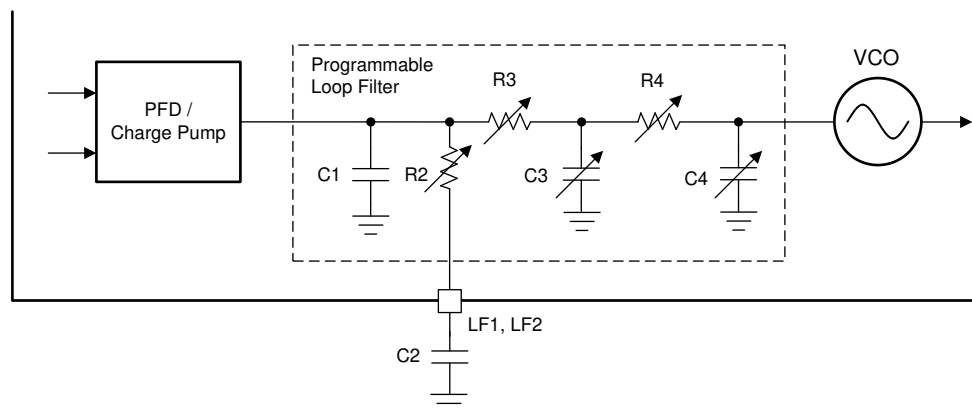 Programmable
Loop Filter
VCO
PFD /
Charge Pump
R3
R4
C1
R2
C3
C4
LF1, LF2
C2